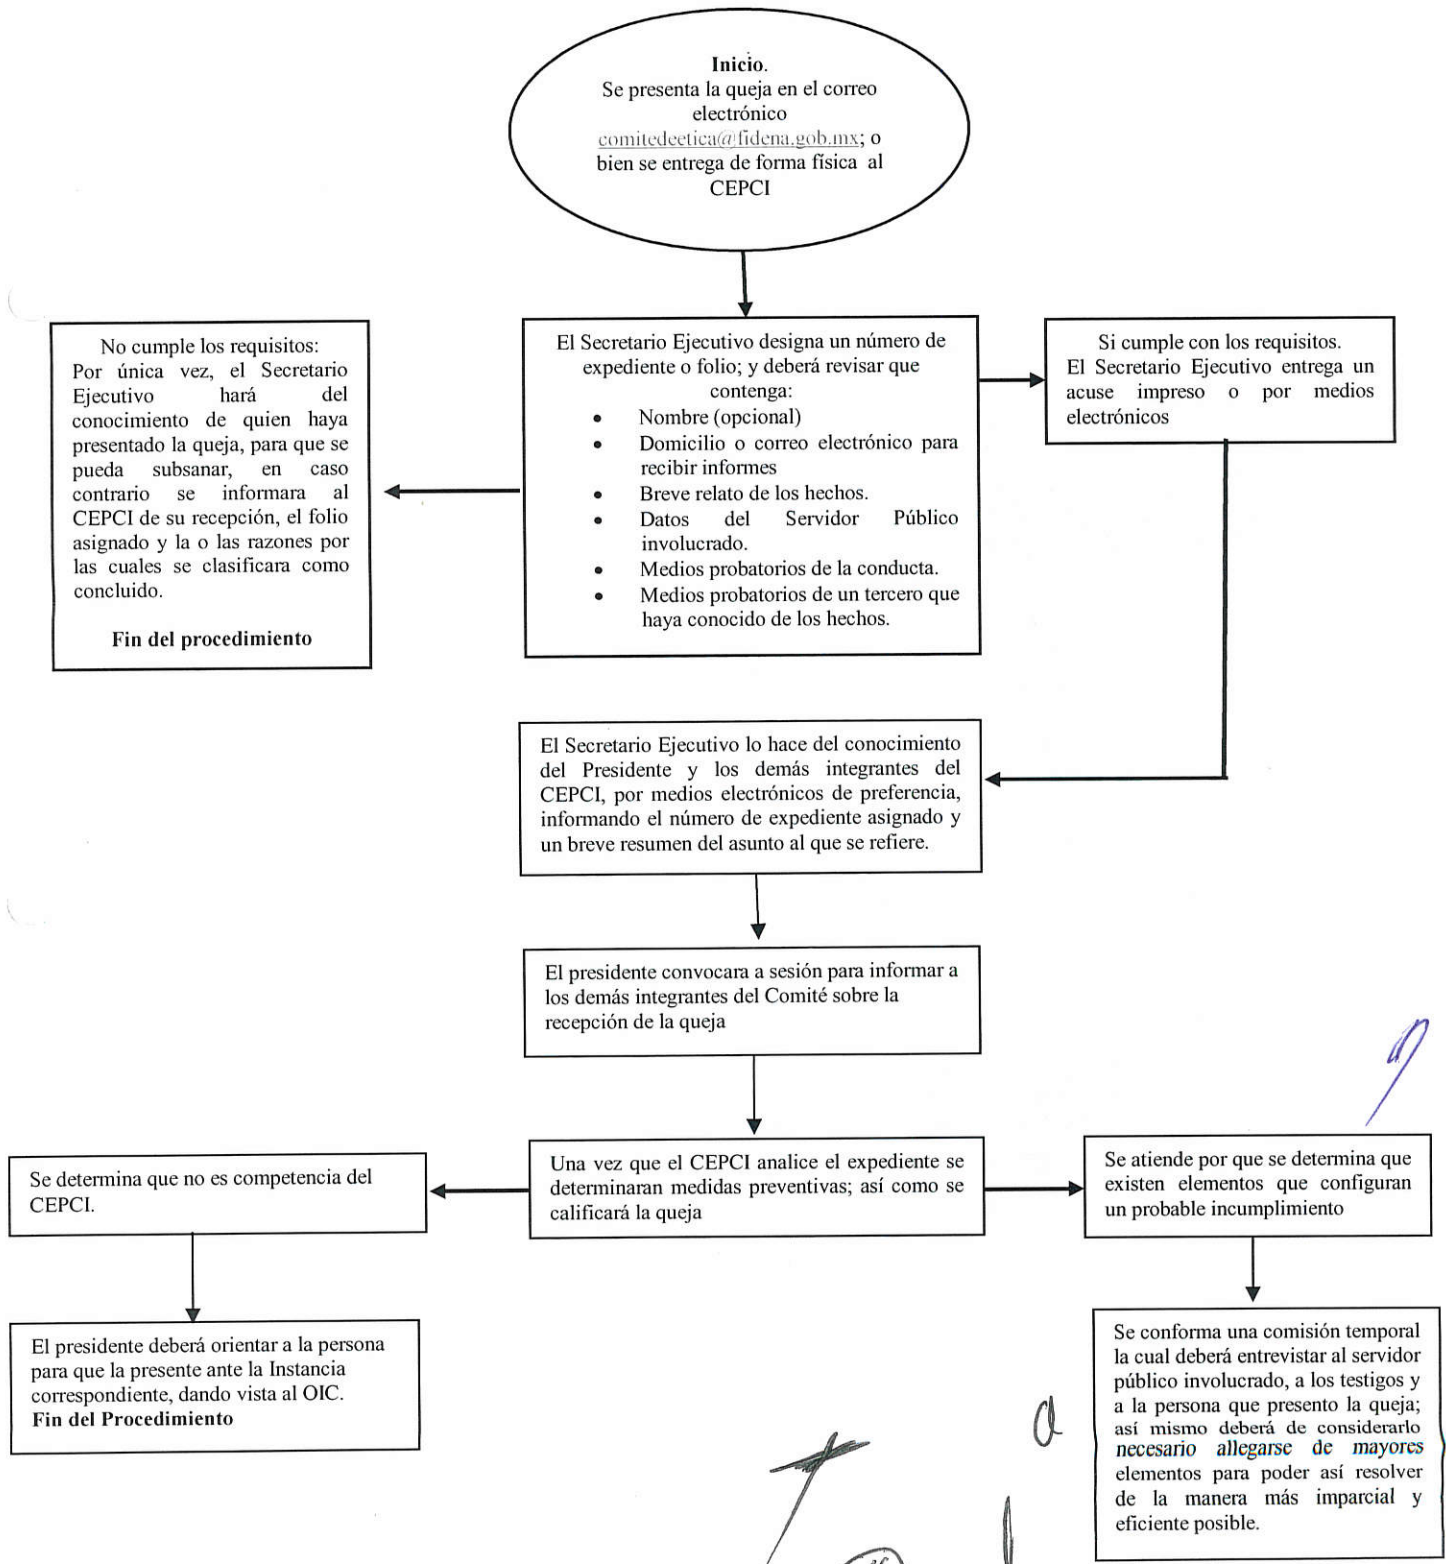 Inicio.
Se presenta la queja en el correo
electrónico
comitedeetica@fidena.gob.mx; o
bien se entrega de forma física al
CEPCI
No cumple los requisitos:
Por única vez, el Secretario
Ejecutivo hará del
conocimiento de quien haya
presentado la queja, para que se
pueda subsanar, en caso
contrario se informara al
CEPCI de su recepción, el folio
asignado y la o las razones por
las cuales se clasificara como
concluido.
Fin del procedimiento
El Secretario Ejecutivo designa un número de
expediente o folio; y deberá revisar que
contenga:
• Nombre (opcional)
• Domicilio o correo electrónico para
recibir informes
• Breve relato de los hechos.
• Datos del Servidor Público
involucrado.
• Medios probatorios de la conducta.
• Medios probatorios de un tercero que
haya conocido de los hechos.
Si cumple con los requisitos.
El Secretario Ejecutivo entrega un
acuse impreso o por medios
electrónicos
El Secretario Ejecutivo lo hace del conocimiento
del Presidente y los demás integrantes del
CEPCI, por medios electrónicos de preferencia,
informando el número de expediente asignado y
un breve resumen del asunto al que se refiere.
El presidente convocara a sesión para informar a
los demás integrantes del Comité sobre la
recepción de la queja
Se determina que no es competencia del
CEPCI.
Una vez que el CEPCI analice el expediente se
determinaran medidas preventivas; así como se
calificará la queja
Se atiende por que se determina que
existen elementos que configuran
un probable incumplimiento
El presidente deberá orientar a la persona
para que la presente ante la Instancia
correspondiente, dando vista al OIC.
Fin del Procedimiento
Se conforma una comisión temporal
la cual deberá entrevistar al servidor
público involucrado, a los testigos y
a la persona que presento la queja;
así mismo deberá de considerarlo
necesario allegarse de mayores
elementos para poder así resolver
de la manera más imparcial y
eficiente posible.